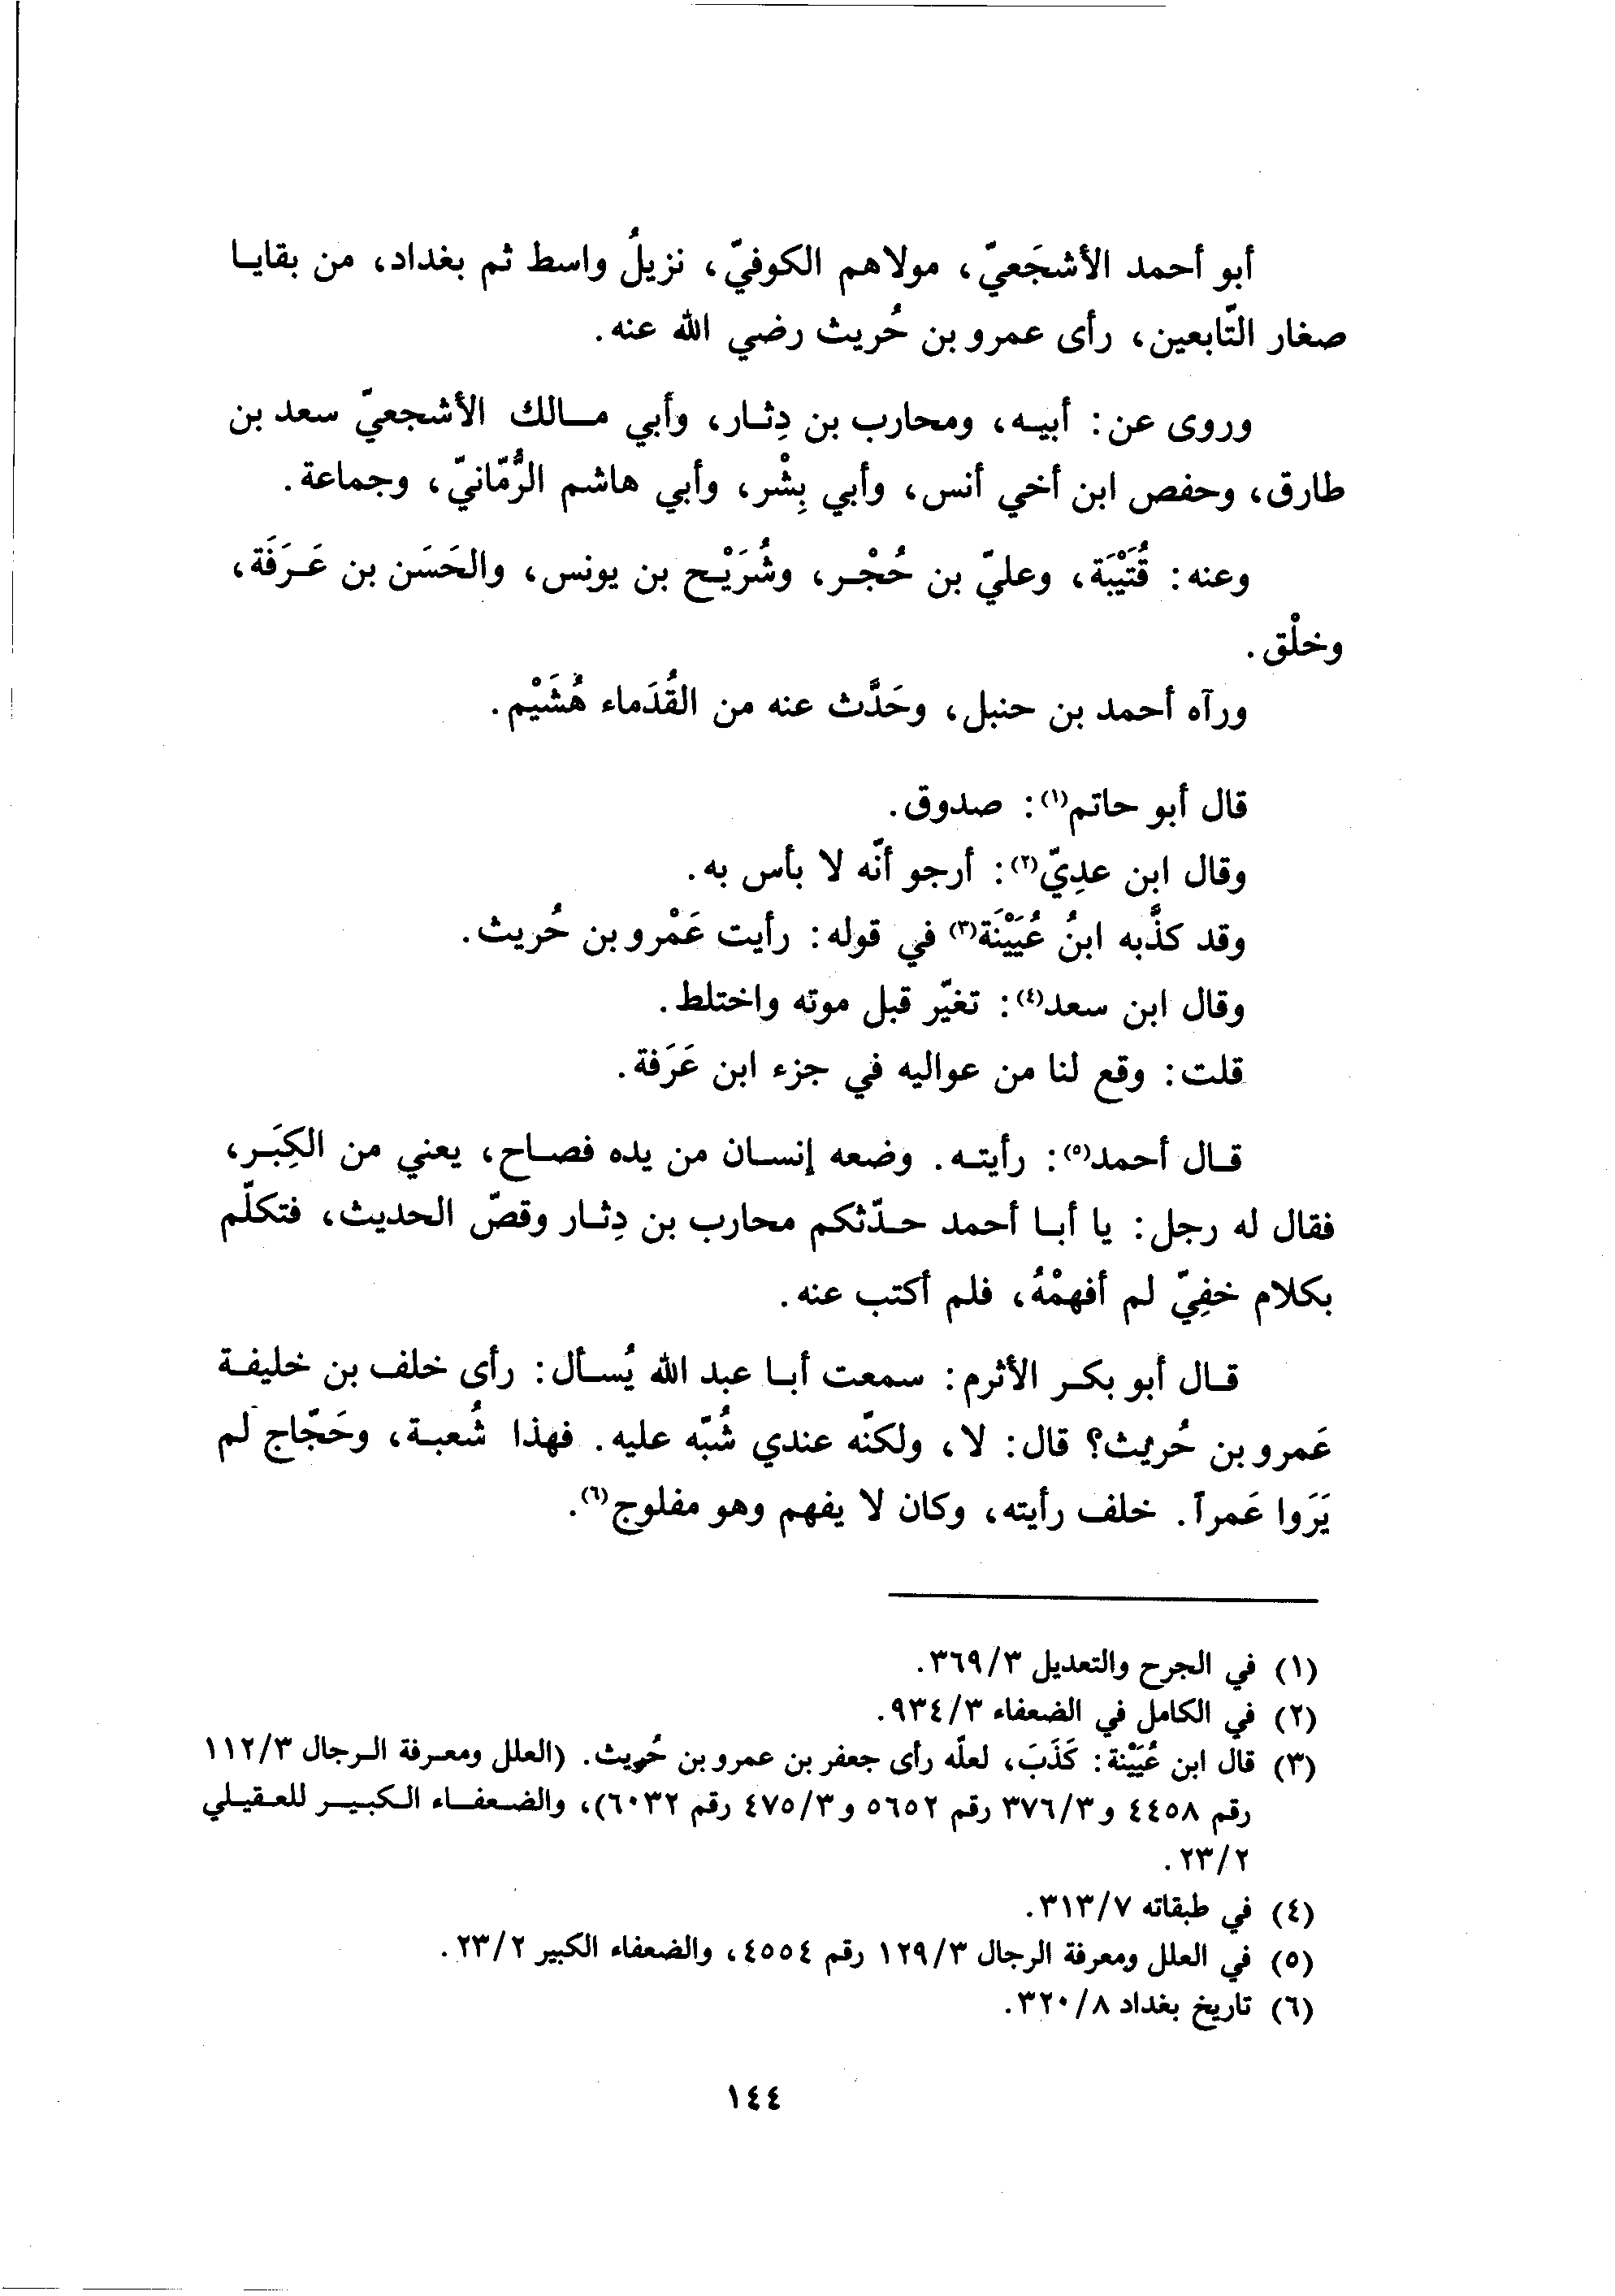 أبو أحمد الأشجَعيّ، مولاهم الكوفيّ، نزيلُ واسط ثم بغداد، من بقايا
صغار التّابعين، رأى عمرو بن حُريث رضي الله عنه.
وروى عن: أبيه، ومحارب بن دِثار، وأبي مالك الأشجعيّ سعد بن
طارق، وحفص ابن أخي أنس، وأبي بِشْر، وأبي هاشم الرُّمّانيّ، وجماعة.
وعنه: قُتَيْبَة، وعليّ بن حُجْر، وشُرَيْح بن يونس، والحَسَن بن عَرَفَة،
وخلْق.
ورآه أحمد بن حنبل، وحَدَّث عنه من القُدَماء هُشَيْم.
قال أبو حاتم(١): صدوق.
وقال ابن عدِيّ(٢): أرجو أنّه لا بأس به.
وقد كذَّبه ابنُ عُيَيْنَة(٣) في قوله: رأيت عَمْرو بن حُريث.
وقال ابن سعد(٤): تغيّر قبل موته واختلط.
قلت: وقع لنا من عواليه في جزء ابن عَرَفة.
قال أحمد(٥): رأيته. وضعه إنسان من يده فصاح، يعني من الكِبَر،
فقال له رجل: يا أبا أحمد حدّثكم محارب بن دِثار وقصّ الحديث، فتكلّم
بكلام خفِيّ لم أفهمْهُ، فلم أكتب عنه.
قال أبو بكر الأثرم: سمعت أبا عبد الله يُسأل: رأى خلف بن خليفة
عَمرو بن حُريث؟ قال: لا، ولكنّه عندي شُبّه عليه. فهذا شُعبة، وحَجّاج لم
يَرَوا عَمراً. خلف رأيته، وكان لا يفهم وهو مفلوج(٦).
(١) في الجرح والتعديل ٣/٣٦٩.
(٢) في الكامل في الضعفاء ٣/٩٣٤.
(٣) قال ابن عُيَيْنة: كَذَبَ، لعلّه رأى جعفر بن عمرو بن حُريث. (العلل ومعرفة الرجال ٣/١١٢
رقم ٤٤٥٨ و٣/٣٧٦ رقم ٥٦٥٢ و٣/٤٧٥ رقم ٦٠٣٢)، والضعفاء الكبير للعقيلي
٢/٢٣.
(٤) في طبقاته ٧/٣١٣.
(٥) في العلل ومعرفة الرجال ٣/١٢٩ رقم ٤٥٥٤، والضعفاء الكبير ٢/٢٣.
(٦) تاريخ بغداد ٨/٣٢٠.
١٤٤